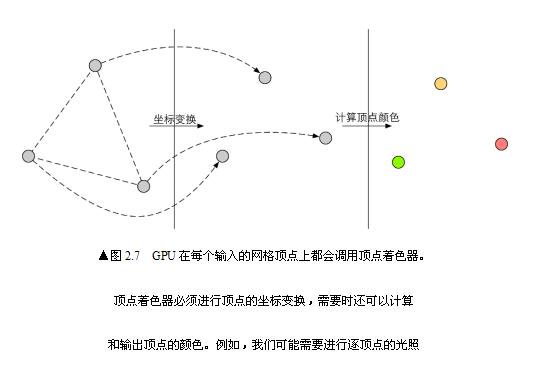 坐标变换
计算顶点颜色
▲图 2.7 GPU 在每个输入的网格顶点上都会调用顶点着色器。
顶点着色器必须进行顶点的坐标变换，需要时还可以计算
和输出顶点的颜色。例如，我们可能需要进行逐顶点的光照